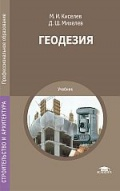 Профессиональное образование
СТРОИТЕЛЬСТВО И АРХИТЕКТУРА
М. И. Киселев
Д. Ш. Михелев
ГЕОДЕЗИЯ
Учебник